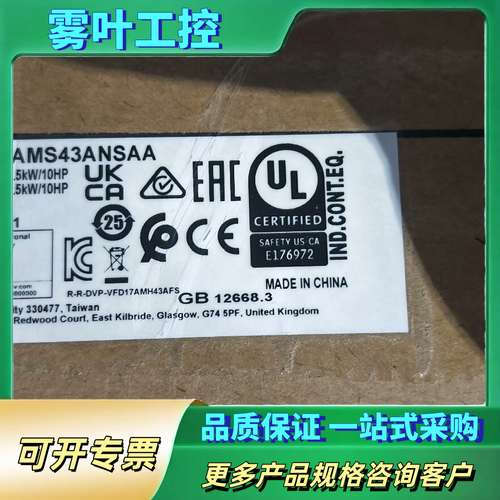 雾叶工控
AMS43ANSAA
.5kW/10HP
.5kW/10HP
UK
CA
EAC
UL
CERTIFIED
SAFETY US CA
E176972
IND.CONT.EQ.
25
CE
R-R-DVP-VFD17AMH43AFS
GB 12668.3
MADE IN CHINA
ity 330477, Taiwan
Redwood Court, East Kilbride, Glasgow, G74 5PF, United Kingdom
品质保证 一站式采购
可开专票
更多产品规格咨询客户